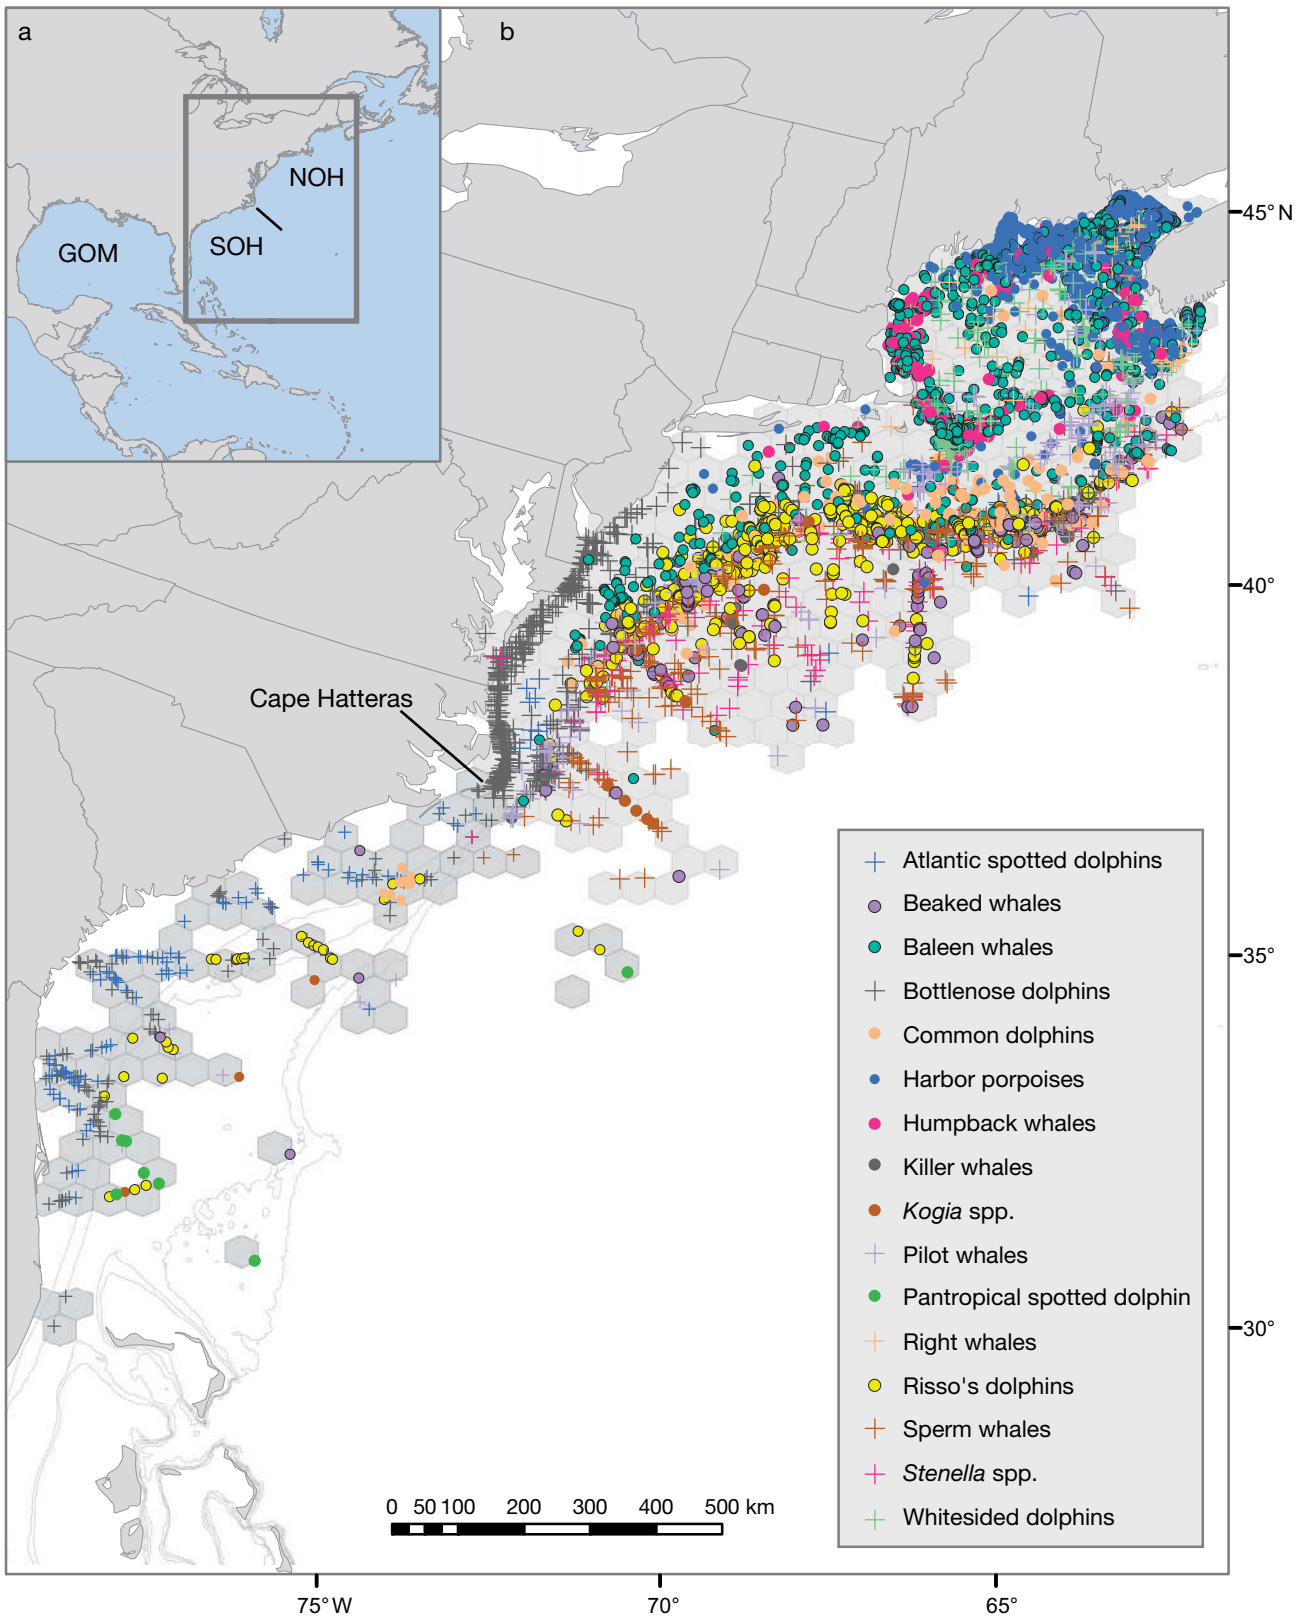 a
b
NOH
GOM
SOH
45° N
40°
Cape Hatteras
35°
30°
Atlantic spotted dolphins
Beaked whales
Baleen whales
Bottlenose dolphins
Common dolphins
Harbor porpoises
Humpback whales
Killer whales
Kogia spp.
Pilot whales
Pantropical spotted dolphin
Right whales
Risso's dolphins
Sperm whales
Stenella spp.
Whitesided dolphins
0 50 100 200 300 400 500 km
75° W 70° 65°